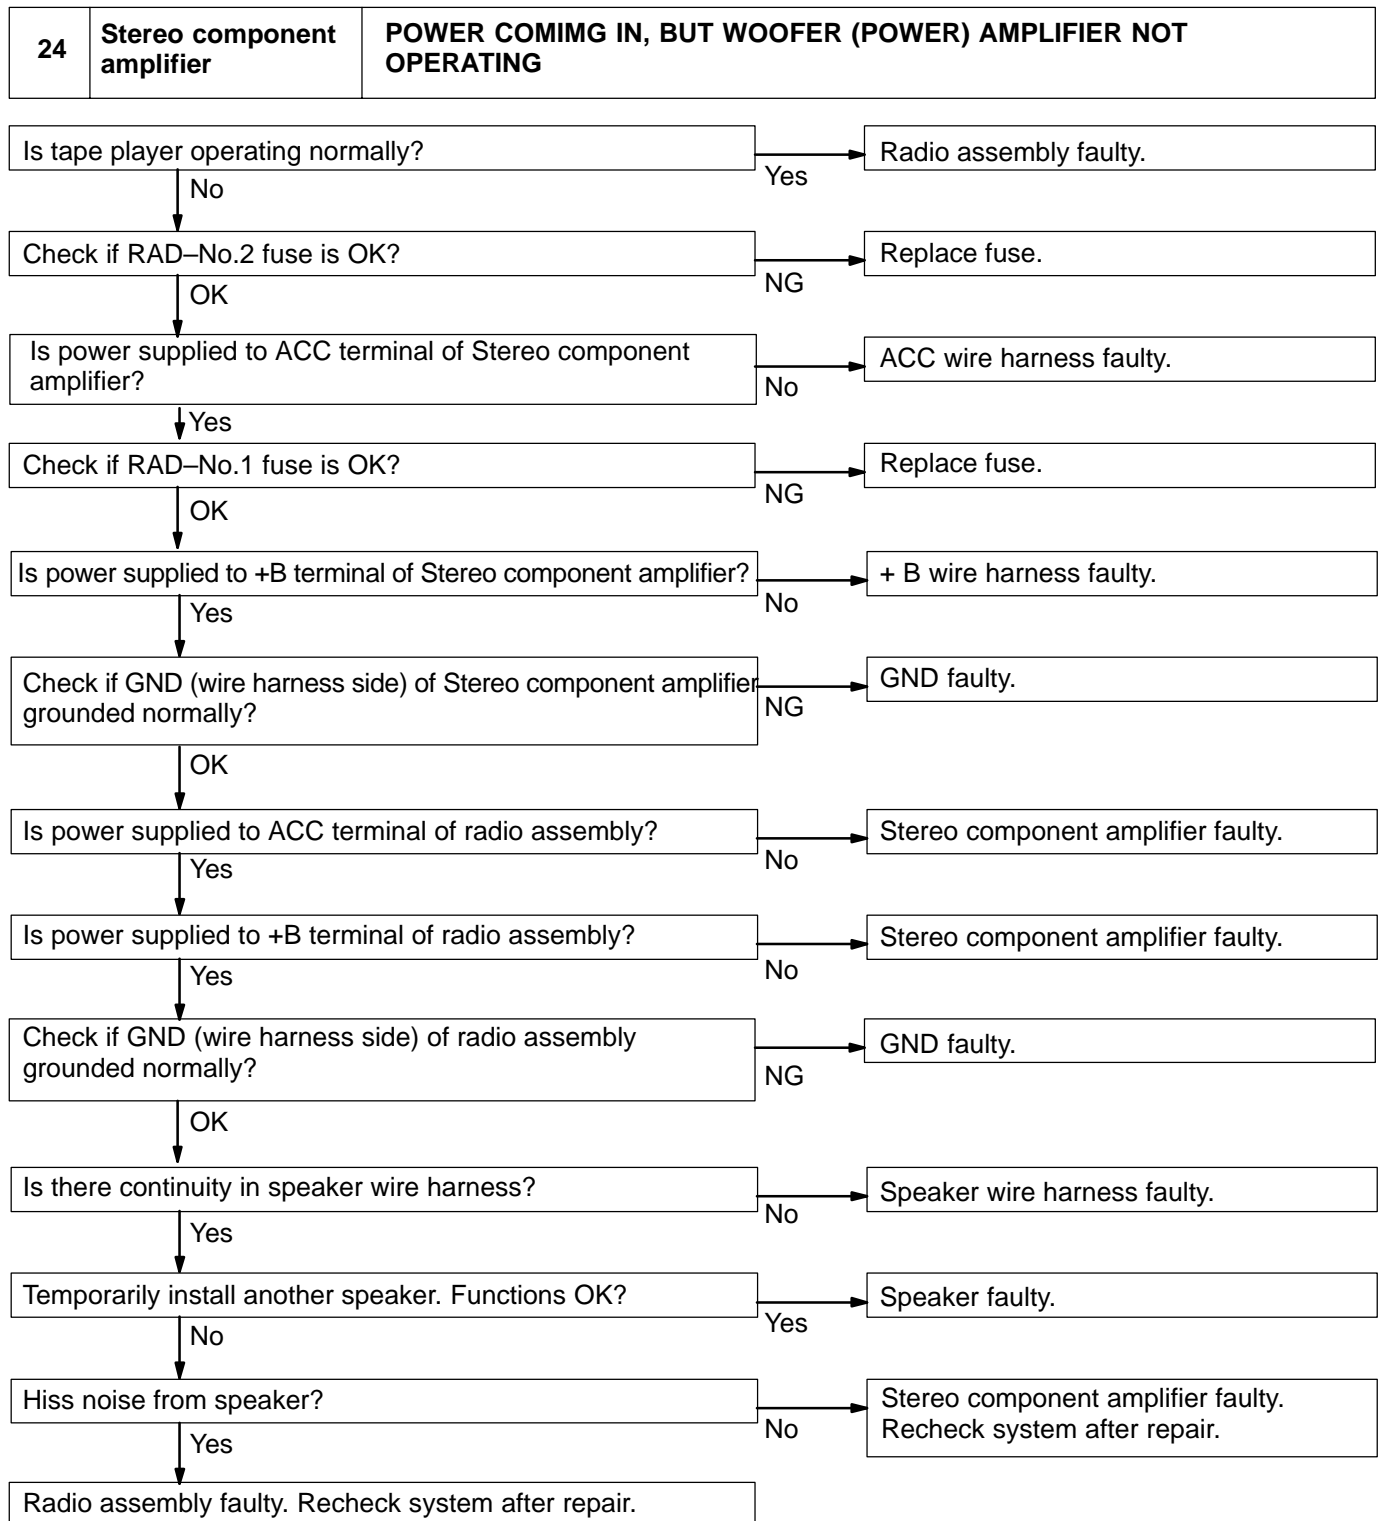 24
Stereo component
amplifier
POWER COMIMG IN, BUT WOOFER (POWER) AMPLIFIER NOT
OPERATING
Is tape player operating normally?
Yes
Radio assembly faulty.
No
Check if RAD–No.2 fuse is OK?
NG
Replace fuse.
OK
Is power supplied to ACC terminal of Stereo component
amplifier?
No
ACC wire harness faulty.
Yes
Check if RAD–No.1 fuse is OK?
NG
Replace fuse.
OK
Is power supplied to +B terminal of Stereo component amplifier?
No
+ B wire harness faulty.
Yes
Check if GND (wire harness side) of Stereo component amplifier
grounded normally?
NG
GND faulty.
OK
Is power supplied to ACC terminal of radio assembly?
No
Stereo component amplifier faulty.
Yes
Is power supplied to +B terminal of radio assembly?
No
Stereo component amplifier faulty.
Yes
Check if GND (wire harness side) of radio assembly
grounded normally?
NG
GND faulty.
OK
Is there continuity in speaker wire harness?
No
Speaker wire harness faulty.
Yes
Temporarily install another speaker. Functions OK?
Yes
Speaker faulty.
No
Hiss noise from speaker?
No
Stereo component amplifier faulty.
Recheck system after repair.
Yes
Radio assembly faulty. Recheck system after repair.